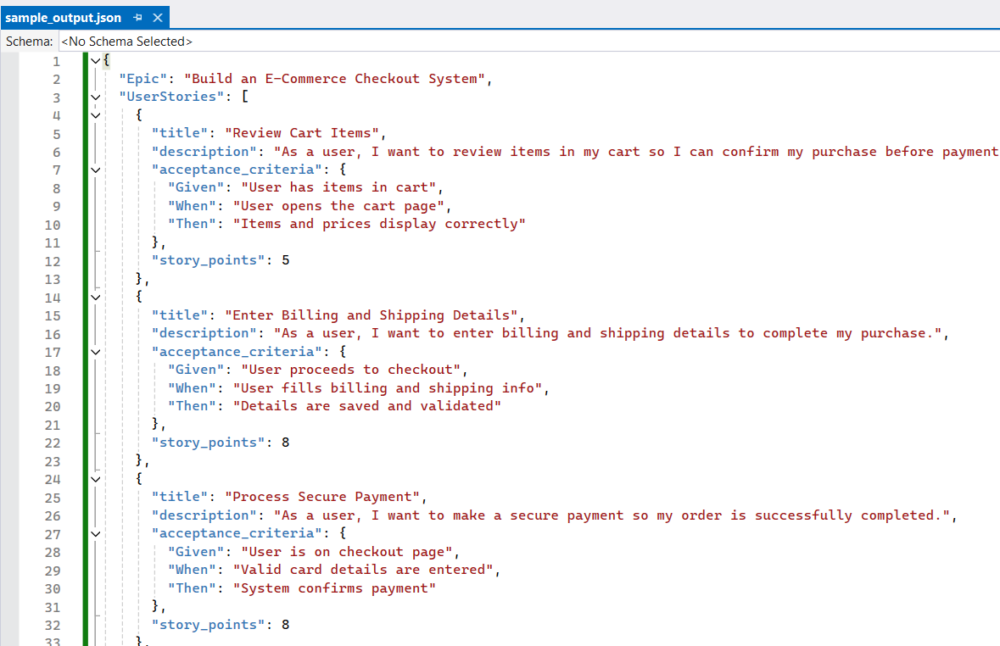 sample_output.json
Schema: <No Schema Selected>
1 {
2 "Epic": "Build an E-Commerce Checkout System",
3 "UserStories": [
4 {
5 "title": "Review Cart Items",
6 "description": "As a user, I want to review items in my cart so I can confirm my purchase before payment
7 "acceptance_criteria": {
8 "Given": "User has items in cart",
9 "When": "User opens the cart page",
10 "Then": "Items and prices display correctly"
11 },
12 "story_points": 5
13 },
14 {
15 "title": "Enter Billing and Shipping Details",
16 "description": "As a user, I want to enter billing and shipping details to complete my purchase.",
17 "acceptance_criteria": {
18 "Given": "User proceeds to checkout",
19 "When": "User fills billing and shipping info",
20 "Then": "Details are saved and validated"
21 },
22 "story_points": 8
23 },
24 {
25 "title": "Process Secure Payment",
26 "description": "As a user, I want to make a secure payment so my order is successfully completed.",
27 "acceptance_criteria": {
28 "Given": "User is on checkout page",
29 "When": "Valid card details are entered",
30 "Then": "System confirms payment"
31 },
32 "story_points": 8
33 },